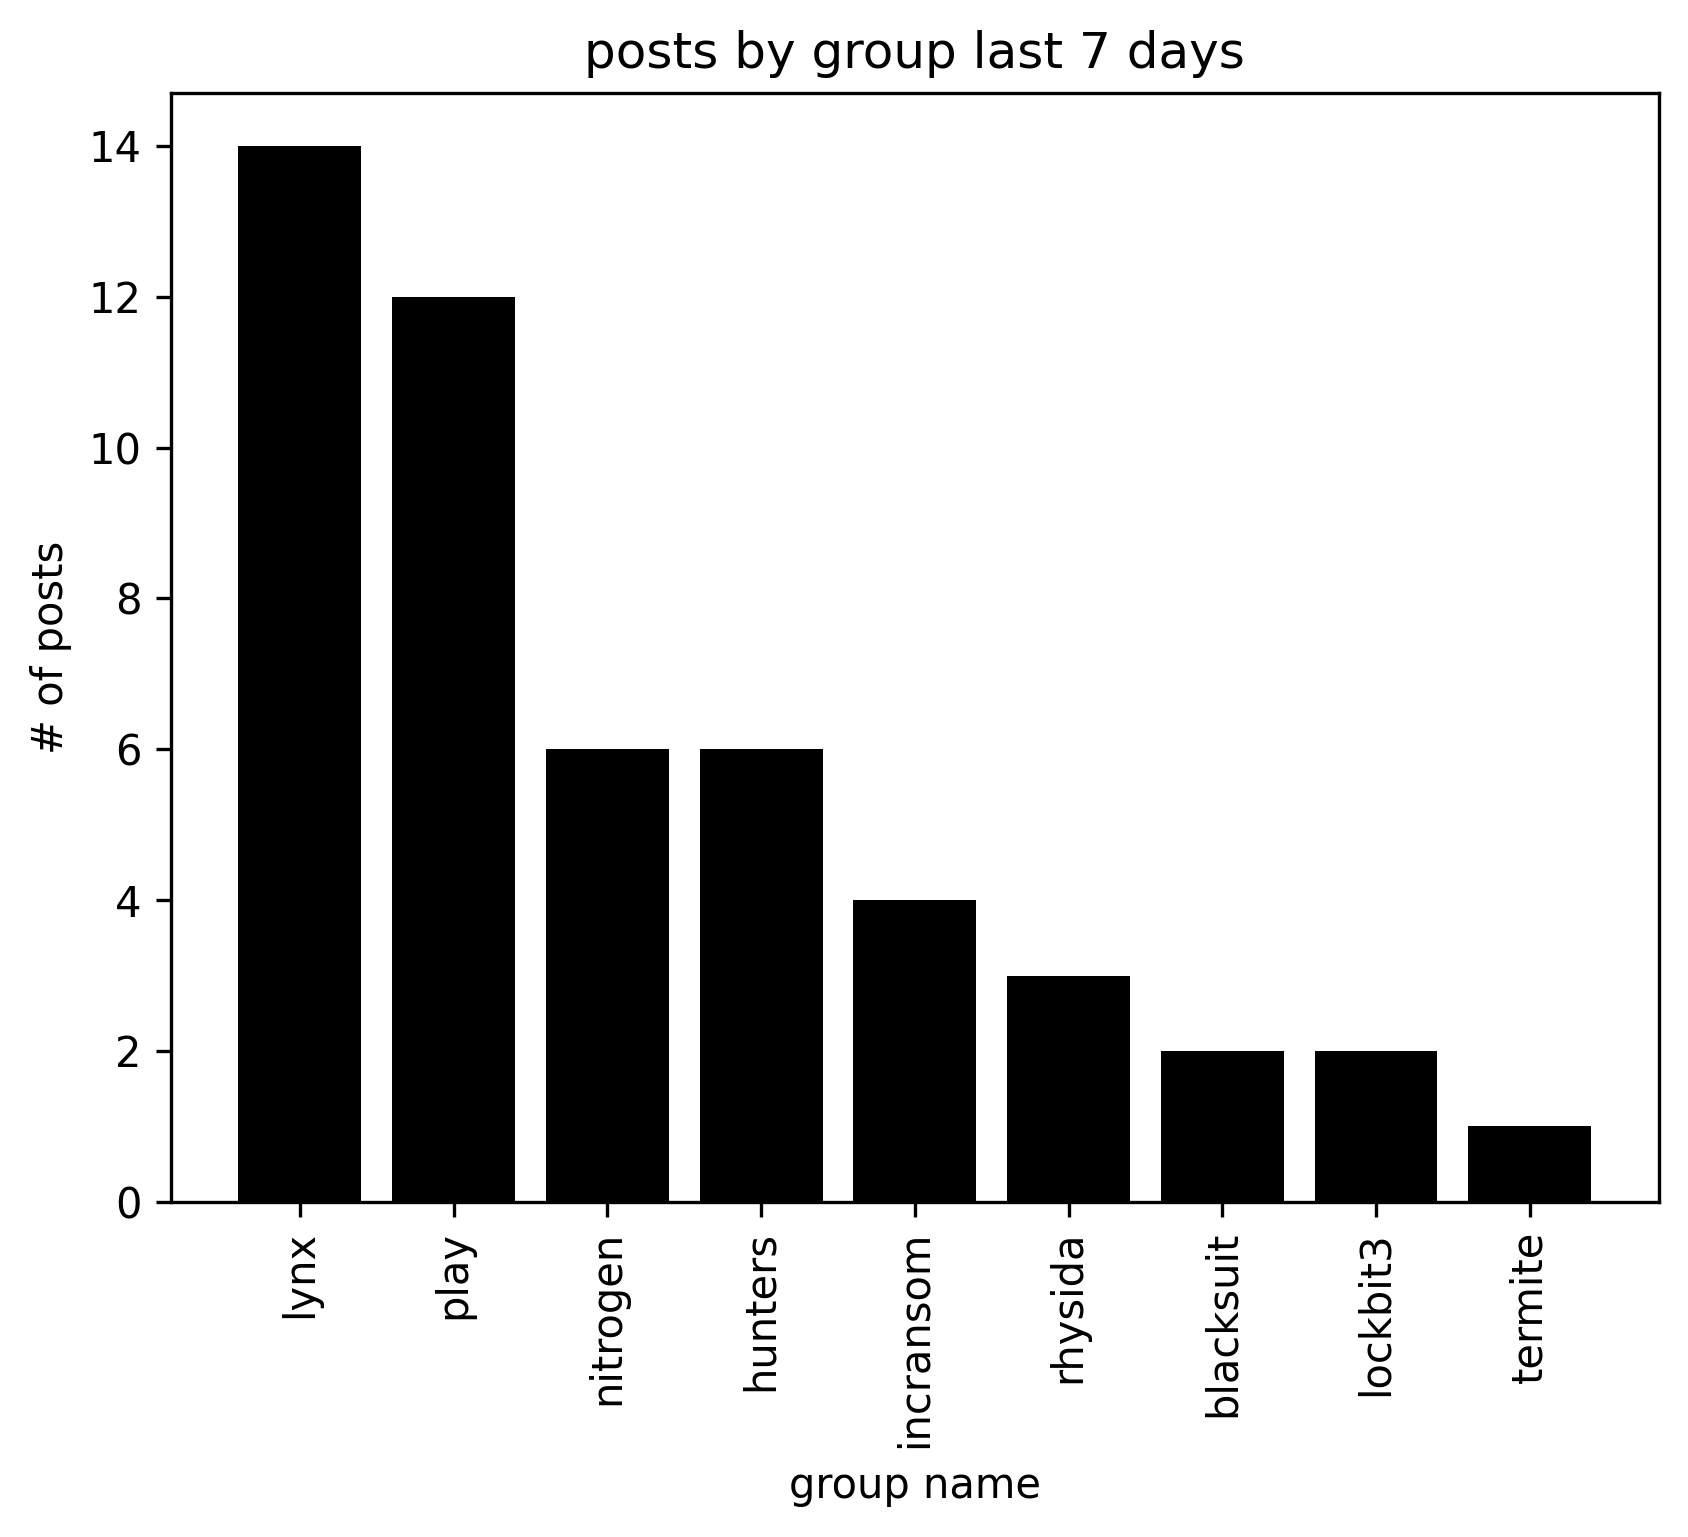 posts by group last 7 days
# of posts
14
12
10
8
6
4
2
0
lynx
play
nitrogen
hunters
incransom
rhysida
blacksuit
lockbit3
termite
group name